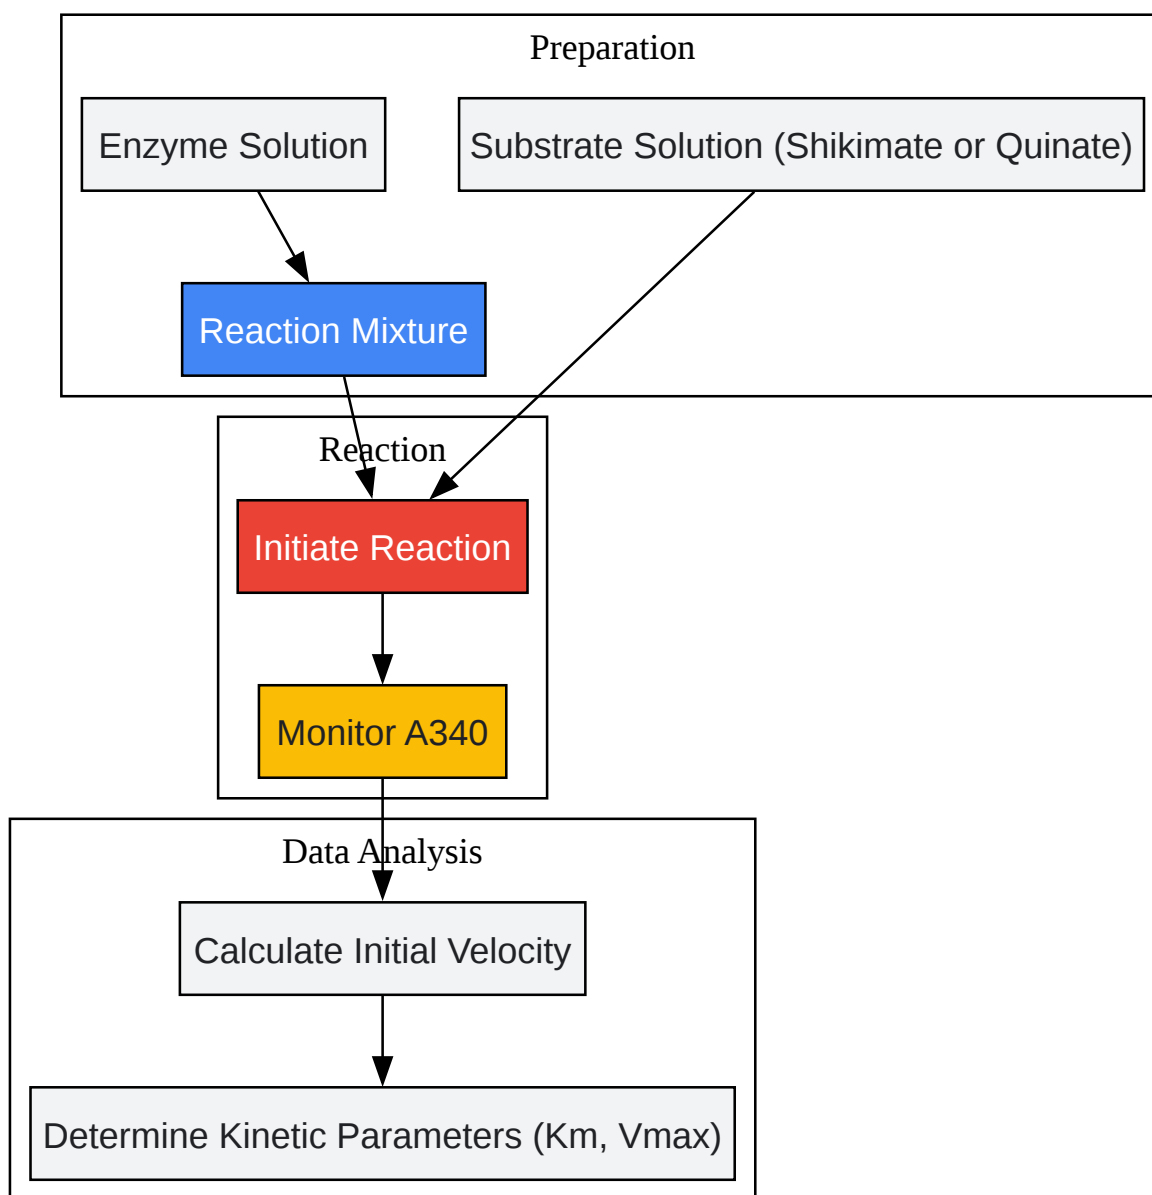 Preparation
Enzyme Solution
Substrate Solution (Shikimate or Quinate)
Reaction Mixture
Reaction
Initiate Reaction
Monitor A340
Data Analysis
Calculate Initial Velocity
Determine Kinetic Parameters (Km, Vmax)